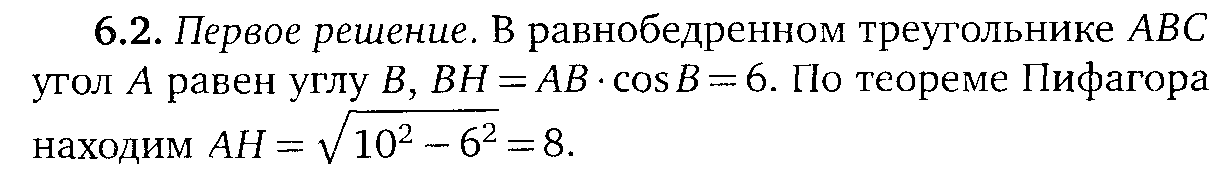 6.2. Первое решение. В равнобедренном треугольнике ABC
угол A равен углу B, BH = AB · cos B = 6. По теореме Пифагора
находим AH = √(10² − 6²) = 8.